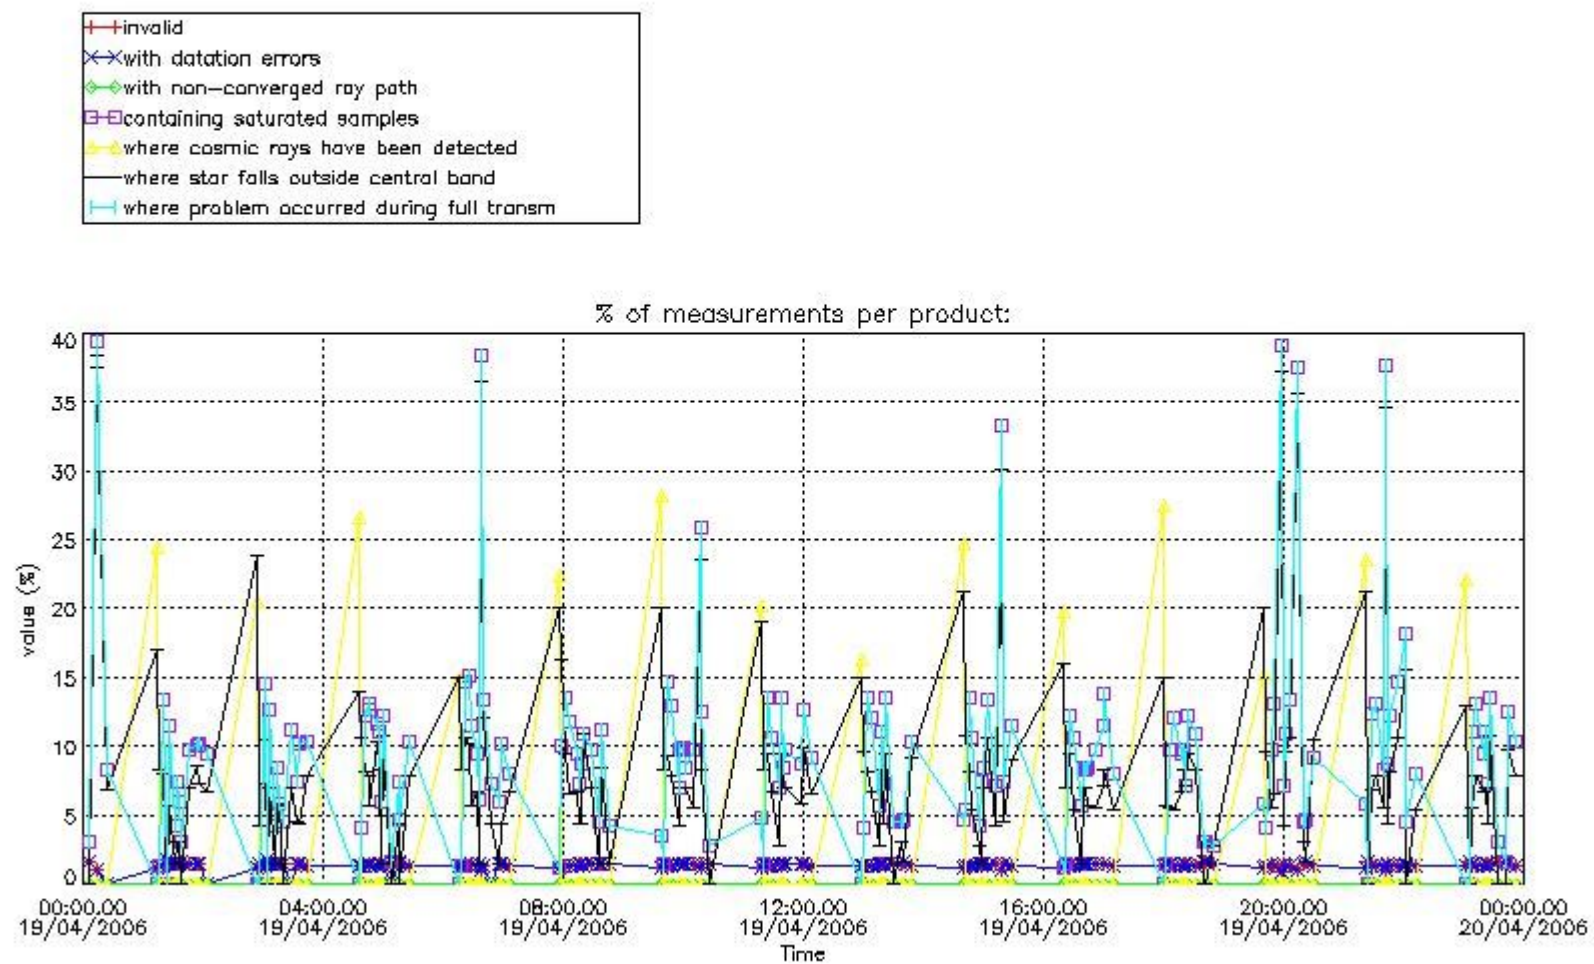 invalid
with datation errors
with non-converged ray path
containing saturated samples
where cosmic rays have been detected
where star falls outside central band
where problem occurred during full transm
% of measurements per product:
40
35
30
25
20
15
10
5
0
value (%)
00:00:00 04:00:00 08:00:00 12:00:00 16:00:00 20:00:00 00:00:00
19/04/2006 19/04/2006 19/04/2006 19/04/2006 19/04/2006 19/04/2006 20/04/2006
Time